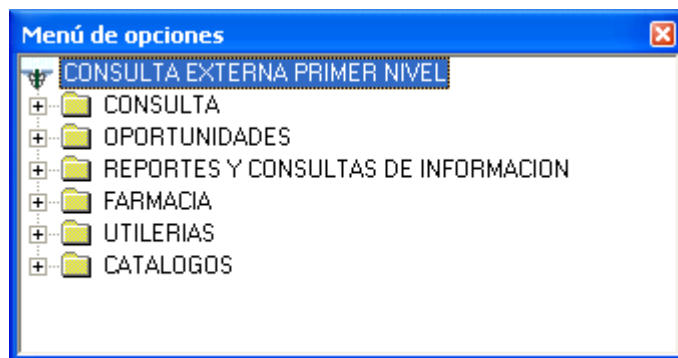 Menú de opciones
CONSULTA EXTERNA PRIMER NIVEL
CONSULTA
OPORTUNIDADES
REPORTES Y CONSULTAS DE INFORMACION
FARMACIA
UTILERIAS
CATALOGOS